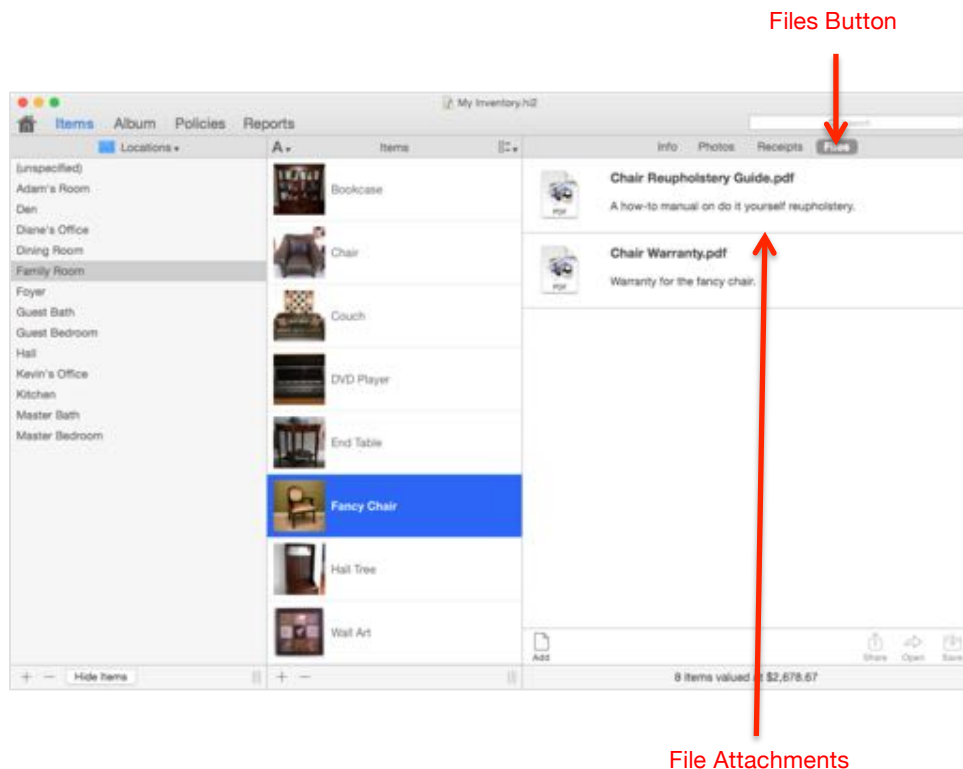 Files Button
My Inventory.hi2
Items Album Policies Reports
Search
Locations
A
Items
Info Photos Receipts Files
(unspecified)
Adam's Room
Den
Diane's Office
Dining Room
Family Room
Foyer
Guest Bath
Guest Bedroom
Hall
Kevin's Office
Kitchen
Master Bath
Master Bedroom
Bookcase
Chair
Couch
DVD Player
End Table
Fancy Chair
Hall Tree
Wall Art
PDF
Chair Reupholstery Guide.pdf
A how-to manual on do it yourself reupholstery.
PDF
Chair Warranty.pdf
Warranty for the fancy chair.
Add
Share Open Save
+ − Hide Items
+ −
8 items valued at $2,678.67
File Attachments